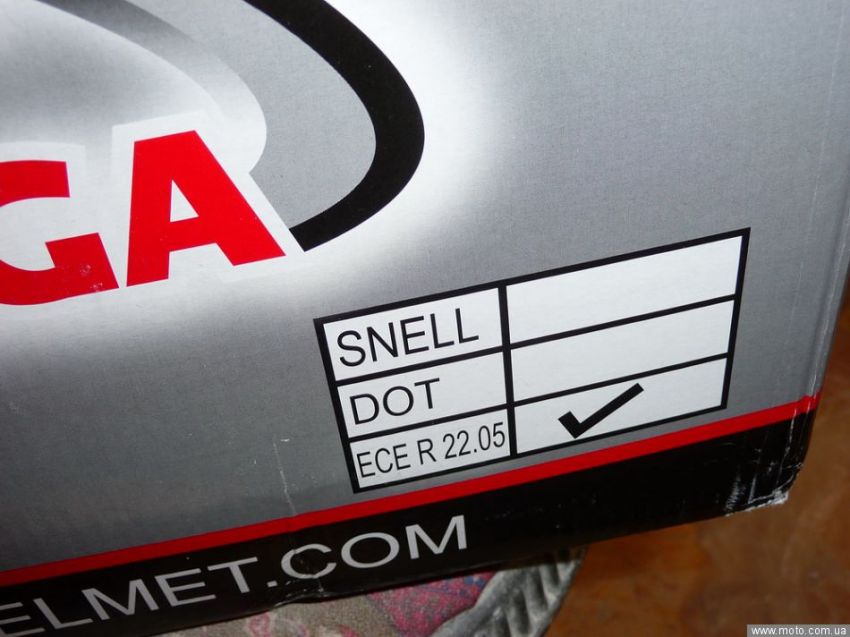 GA
SNELL
DOT
ECE R 22.05 ✓
ELMET.COM
www.moto.com.ua